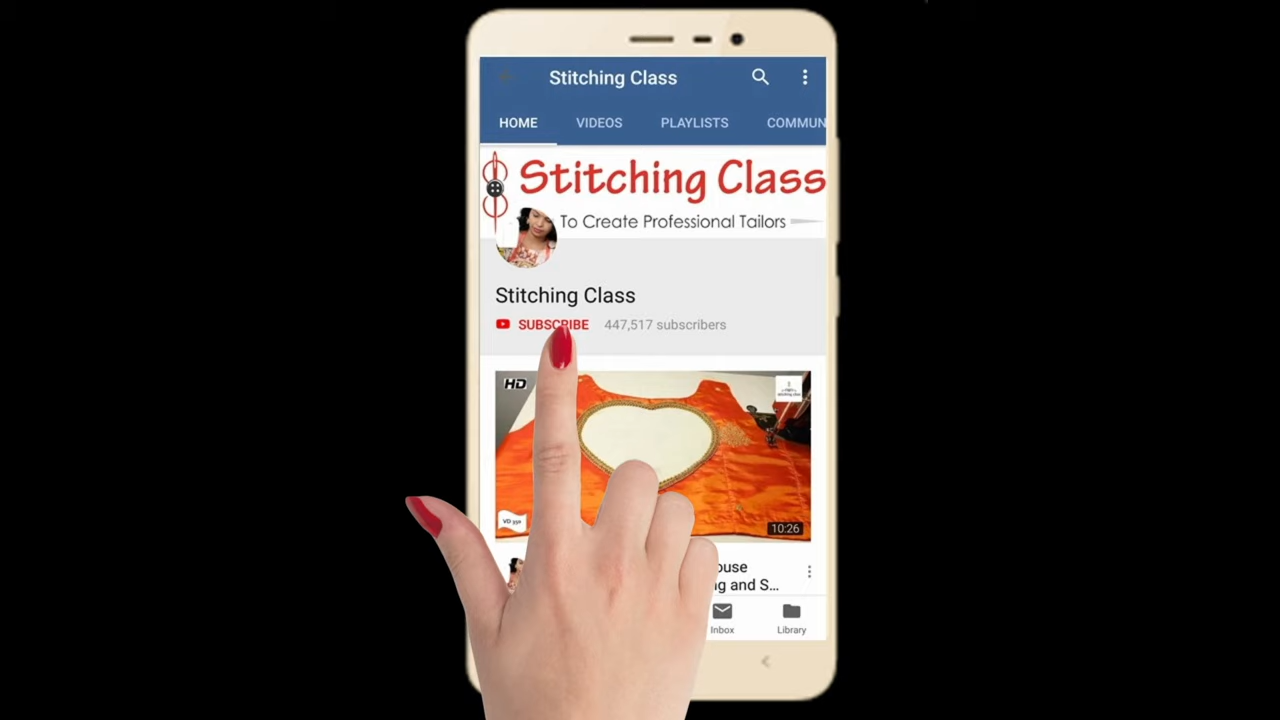 Stitching Class
HOME VIDEOS PLAYLISTS COMMUN
Stitching Class
To Create Professional Tailors
Stitching Class
SUBSCRIBE 447,517 subscribers
HD
10:26
ouse
g and S...
Inbox Library